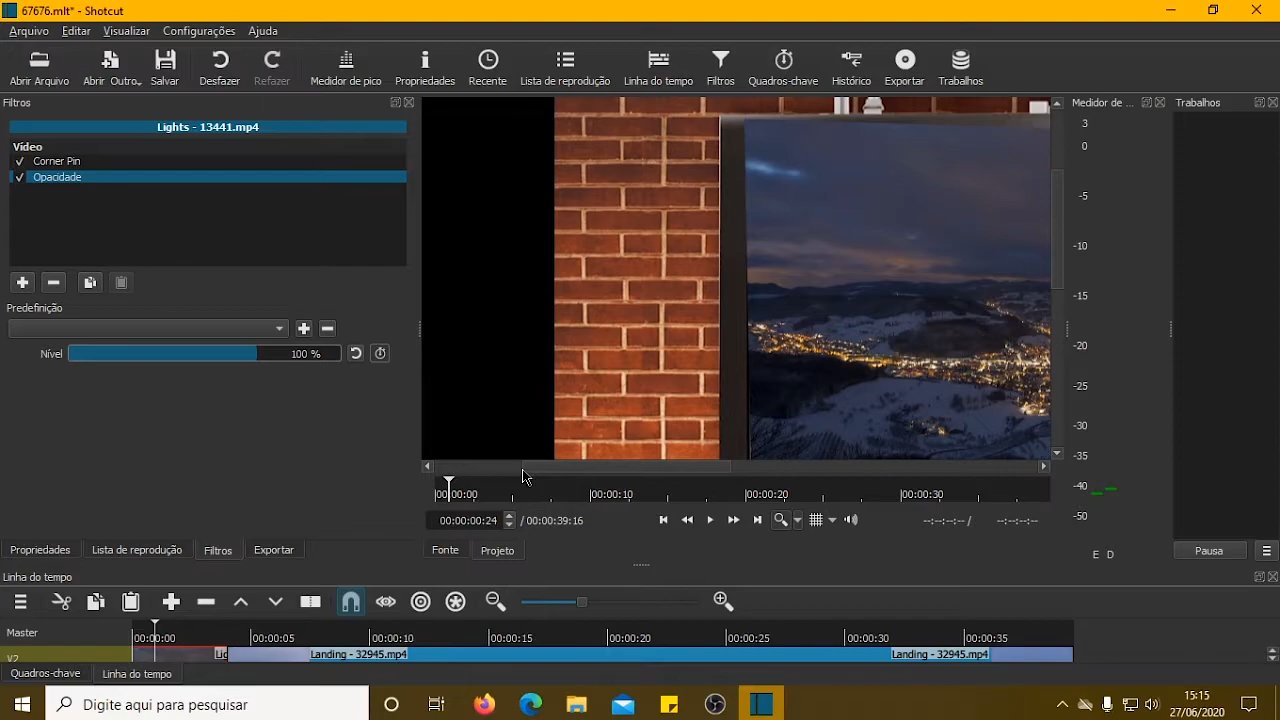 67676.mlt* - Shotcut
Arquivo Editar Visualizar Configurações Ajuda
Abrir Arquivo Abrir Outro.. Salvar Desfazer Refazer Medidor de pico Propriedades Recente Lista de reprodução Linha do tempo Filtros Quadros-chave Histórico Exportar Trabalhos
Filtros Medidor de ... Trabalhos
Lights - 13441.mp4
Vídeo
Corner Pin
Opacidade
Predefinição
Nível 100 %
3
0
-5
-10
-15
-20
-25
-30
-35
-40
-50
E D
00:00:00 00:00:10 00:00:20 00:00:30
00:00:00:24 / 00:00:39:16 --:--:--:-- / --:--:--:--
Propriedades Lista de reprodução Filtros Exportar Fonte Projeto Pausa
Linha do tempo
Master 00:00:00 00:00:05 00:00:10 00:00:15 00:00:20 00:00:25 00:00:30 00:00:35
V2 Lig Landing - 32945.mp4 Landing - 32945.mp4
Quadros-chave Linha do tempo
Digite aqui para pesquisar
15:15
27/06/2020